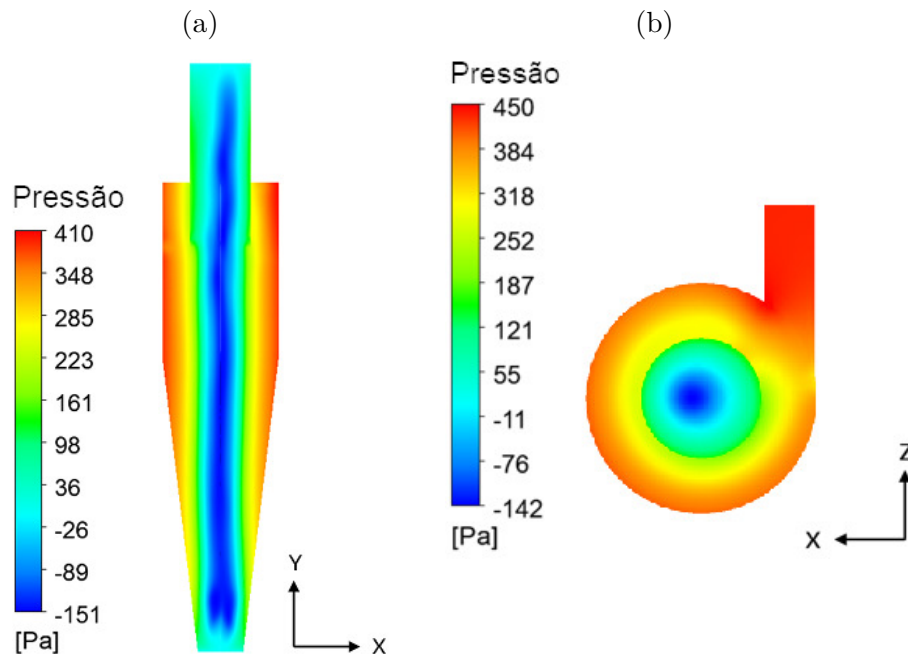 (a)
(b)
Pressão
410
348
285
223
161
98
36
-26
-89
-151
[Pa]
Y
X
Pressão
450
384
318
252
187
121
55
-11
-76
-142
[Pa]
Z
X